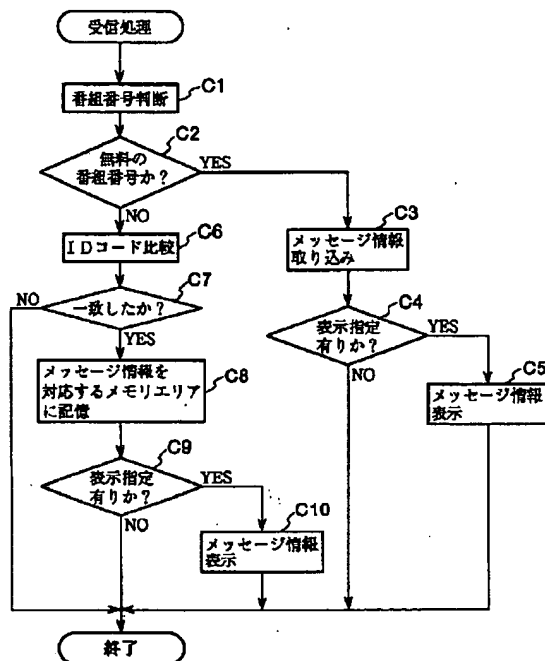 受信処理
C1
番組番号判断
C2
無料の
番組番号か?
YES
NO
C3
メッセージ情報
取り込み
C6
IDコード比較
C7
NO
一致したか?
YES
C4
表示指定
有りか?
YES
NO
C8
メッセージ情報を
対応するメモリエリア
に記憶
C5
メッセージ情報
表示
C9
表示指定
有りか?
YES
NO
C10
メッセージ情報
表示
終了